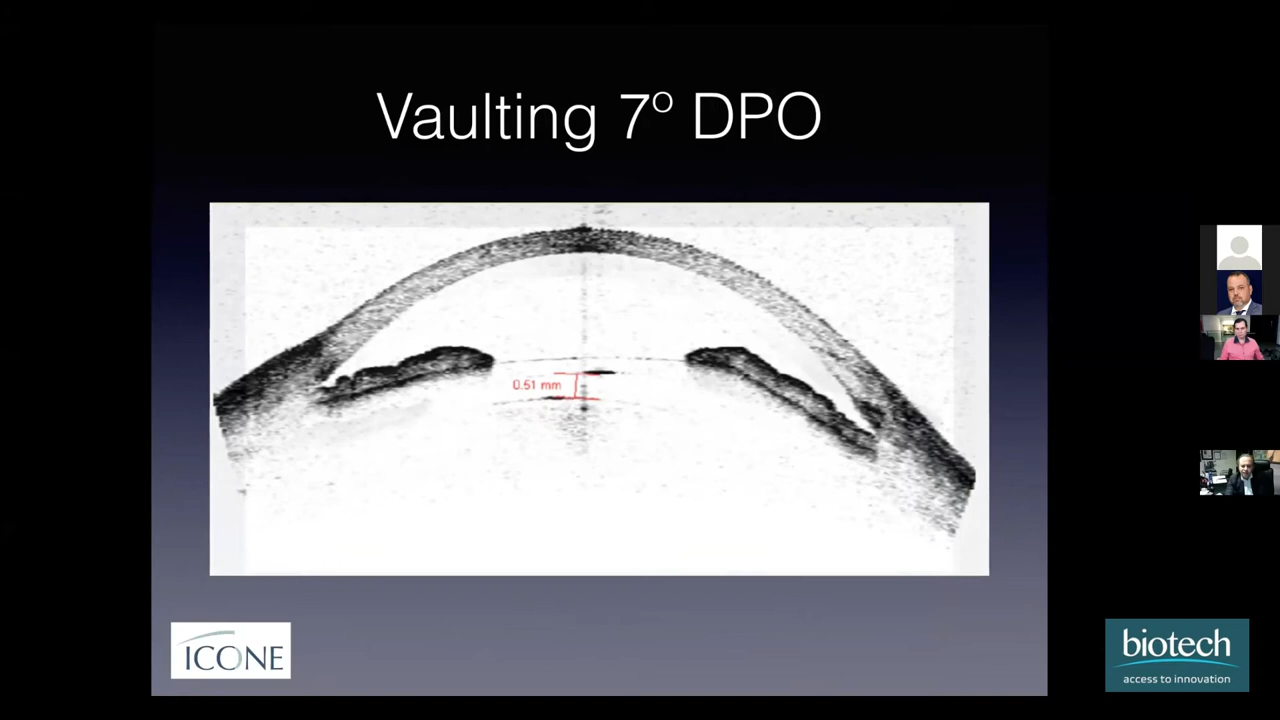 Vaulting 7º DPO
0.51 mm
ICONE
biotech
access to innovation